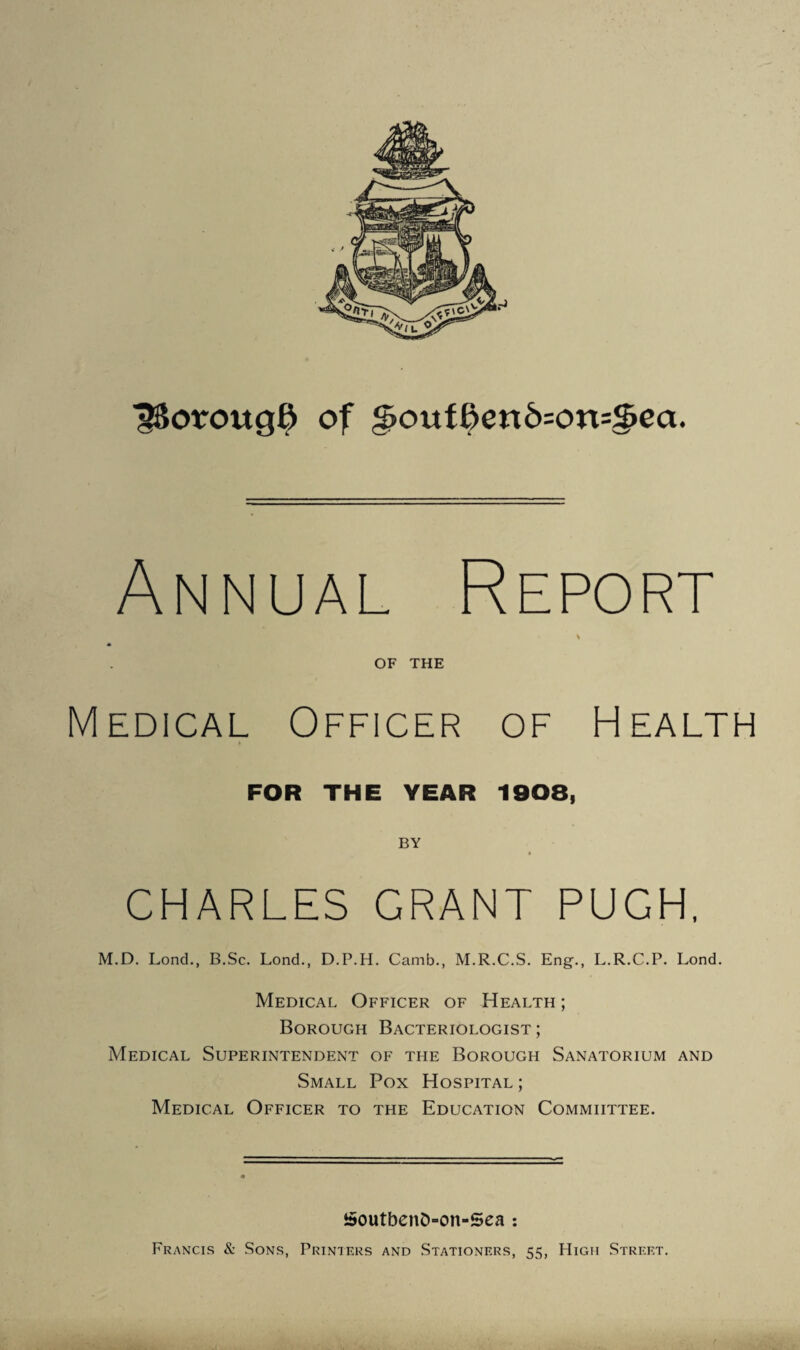 FORTI NIHIL DIFFICILE
Borough of Southend=on=Sea.
ANNUAL REPORT
OF THE
MEDICAL OFFICER OF HEALTH
FOR THE YEAR 1908,
BY
CHARLES GRANT PUGH,
M.D. Lond., B.Sc. Lond., D.P.H. Camb., M.R.C.S. Eng., L.R.C.P. Lond.
MEDICAL OFFICER OF HEALTH;
BOROUGH BACTERIOLOGIST;
MEDICAL SUPERINTENDENT OF THE BOROUGH SANATORIUM AND
SMALL POX HOSPITAL;
MEDICAL OFFICER TO THE EDUCATION COMMIITTEE.
Southend=on=Sea:
FRANCIS & SONS, PRINTERS AND STATIONERS, 55, HIGH STREET.